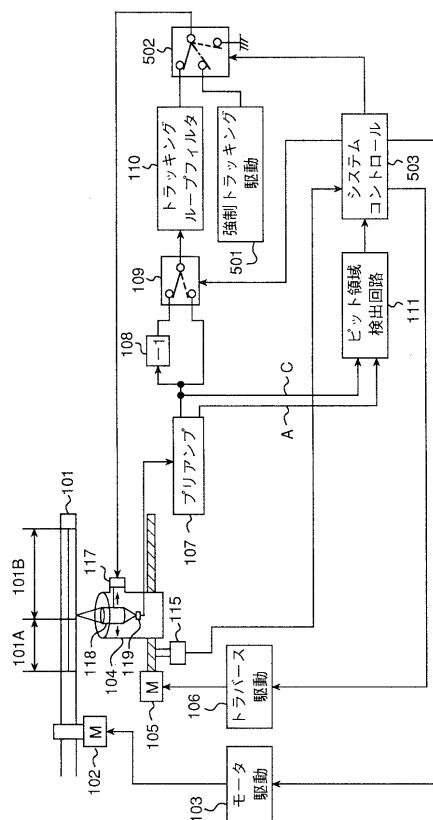 101
101A
101B
118
117
104
119
115
M
102
M
105
トラバース
駆動
106
モータ
駆動
103
プリアンプ
107
A
C
－1
108
109
トラッキング
ループフィルタ
110
強制トラッキング
駆動
501
502
システム
コントロール
503
ピット領域
検出回路
111